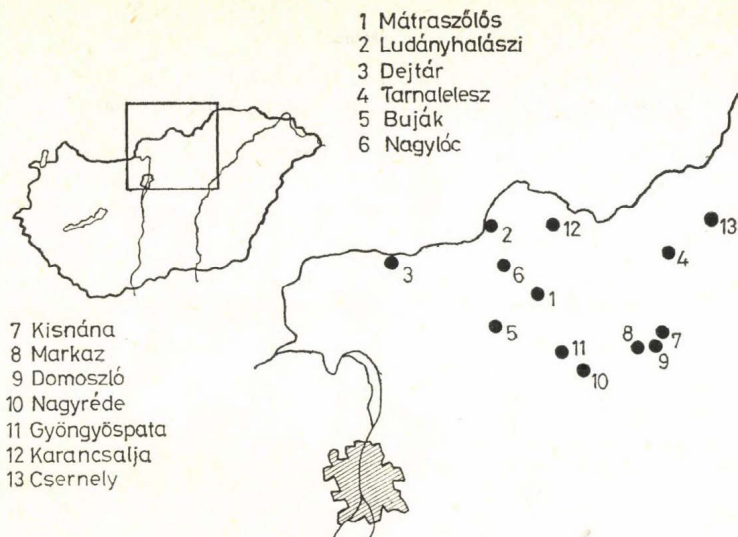 1 Mátraszőlős
2 Ludányhalászi
3 Dejtár
4 Tarnalelesz
5 Buják
6 Nagylóc
7 Kisnána
8 Markaz
9 Domoszló
10 Nagyréde
11 Gyöngyöspata
12 Karancsalja
13 Csernely
2
12
13
3
6
4
1
5
11
8
7
9
10